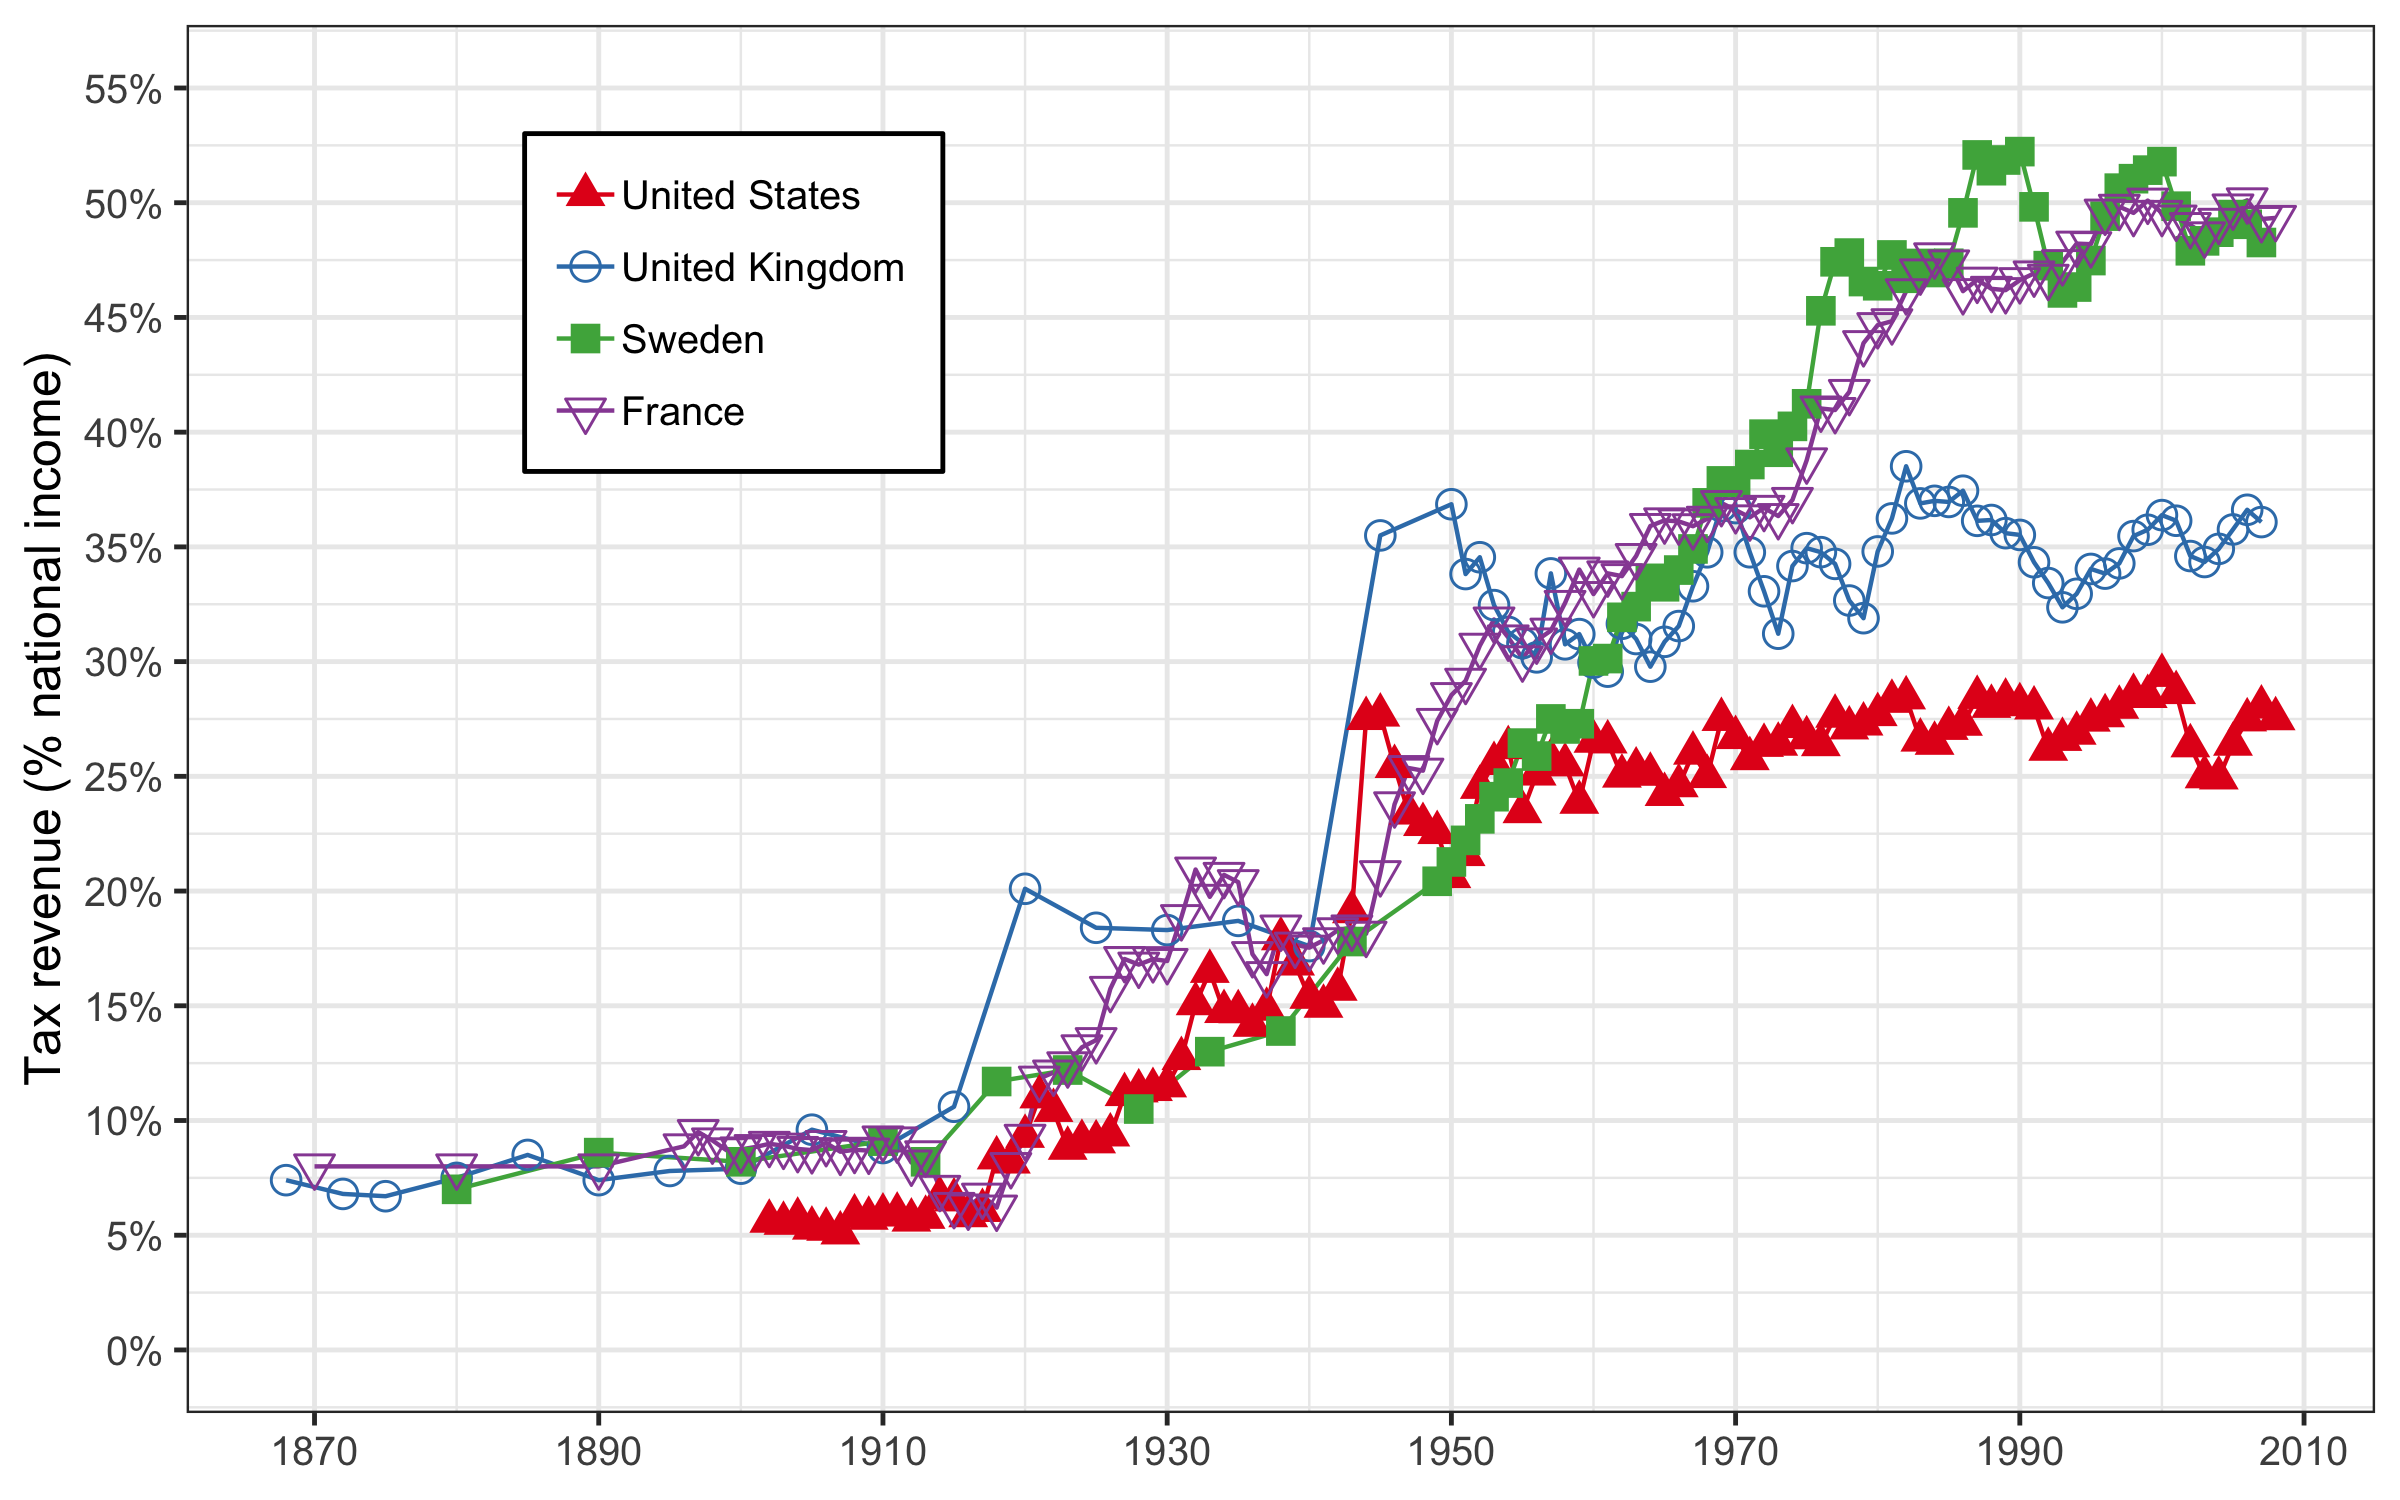 Tax revenue (% national income)
55%
50%
45%
40%
35%
30%
25%
20%
15%
10%
5%
0%
United States
United Kingdom
Sweden
France
1870 1890 1910 1930 1950 1970 1990 2010